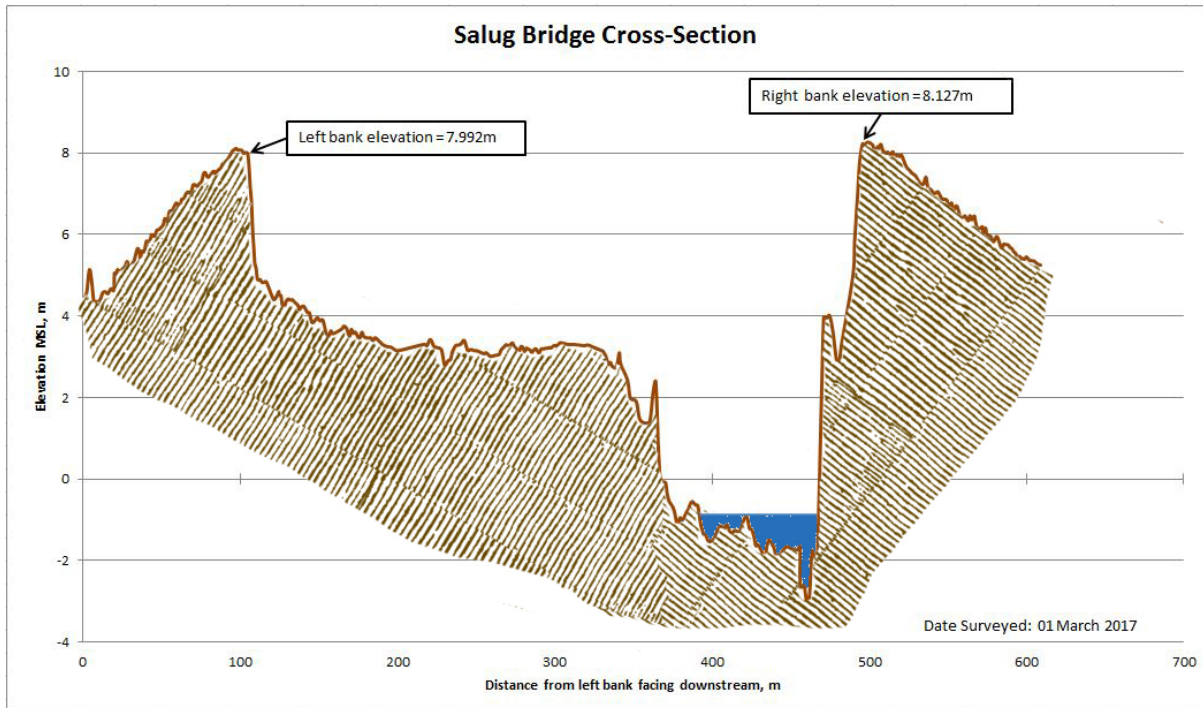 Salug Bridge Cross-Section
10
8
6
4
2
0
-2
-4
Elevation MSL, m
Left bank elevation = 7.992m
Right bank elevation = 8.127m
Date Surveyed: 01 March 2017
0 100 200 300 400 500 600 700
Distance from left bank facing downstream, m